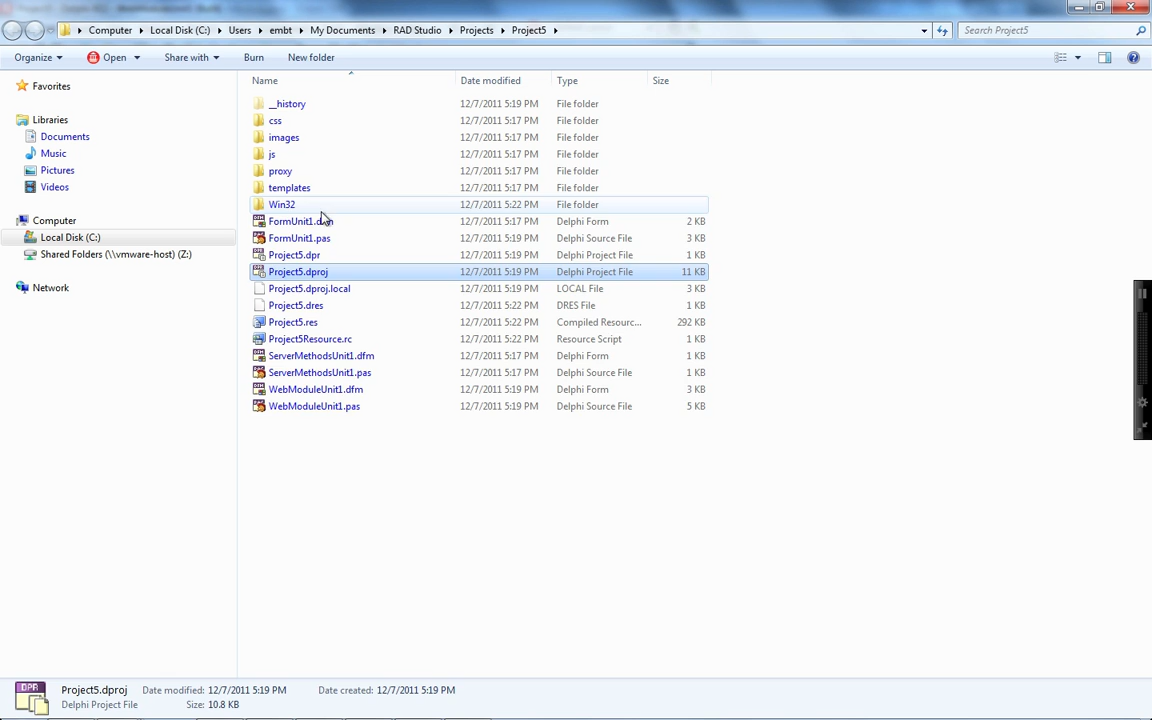 Computer Local Disk (C:) Users embt My Documents RAD Studio Projects Project5 Search Project5
Organize Open Share with Burn New folder
Name Date modified Type Size
Favorites
Libraries
Documents
Music
Pictures
Videos
Computer
Local Disk (C:)
Shared Folders (\\vmware-host) (Z:)
Network
__history 12/7/2011 5:19 PM File folder
css 12/7/2011 5:17 PM File folder
images 12/7/2011 5:17 PM File folder
js 12/7/2011 5:17 PM File folder
proxy 12/7/2011 5:17 PM File folder
templates 12/7/2011 5:17 PM File folder
Win32 12/7/2011 5:22 PM File folder
12/7/2011 5:17 PM Delphi Form 2 KB
FormUnit1.pas 12/7/2011 5:17 PM Delphi Source File 3 KB
Project5.dpr 12/7/2011 5:19 PM Delphi Project File 1 KB
Project5.dproj 12/7/2011 5:19 PM Delphi Project File 11 KB
Project5.dproj.local 12/7/2011 5:19 PM LOCAL File 3 KB
Project5.dres 12/7/2011 5:22 PM DRES File 1 KB
Project5.res 12/7/2011 5:22 PM Compiled Resourc... 292 KB
Project5Resource.rc 12/7/2011 5:22 PM Resource Script 1 KB
ServerMethodsUnit1.dfm 12/7/2011 5:17 PM Delphi Form 1 KB
ServerMethodsUnit1.pas 12/7/2011 5:17 PM Delphi Source File 1 KB
WebModuleUnit1.dfm 12/7/2011 5:19 PM Delphi Form 3 KB
WebModuleUnit1.pas 12/7/2011 5:19 PM Delphi Source File 5 KB
DPR
Project5.dproj Date modified: 12/7/2011 5:19 PM Date created: 12/7/2011 5:19 PM
Delphi Project File Size: 10.8 KB